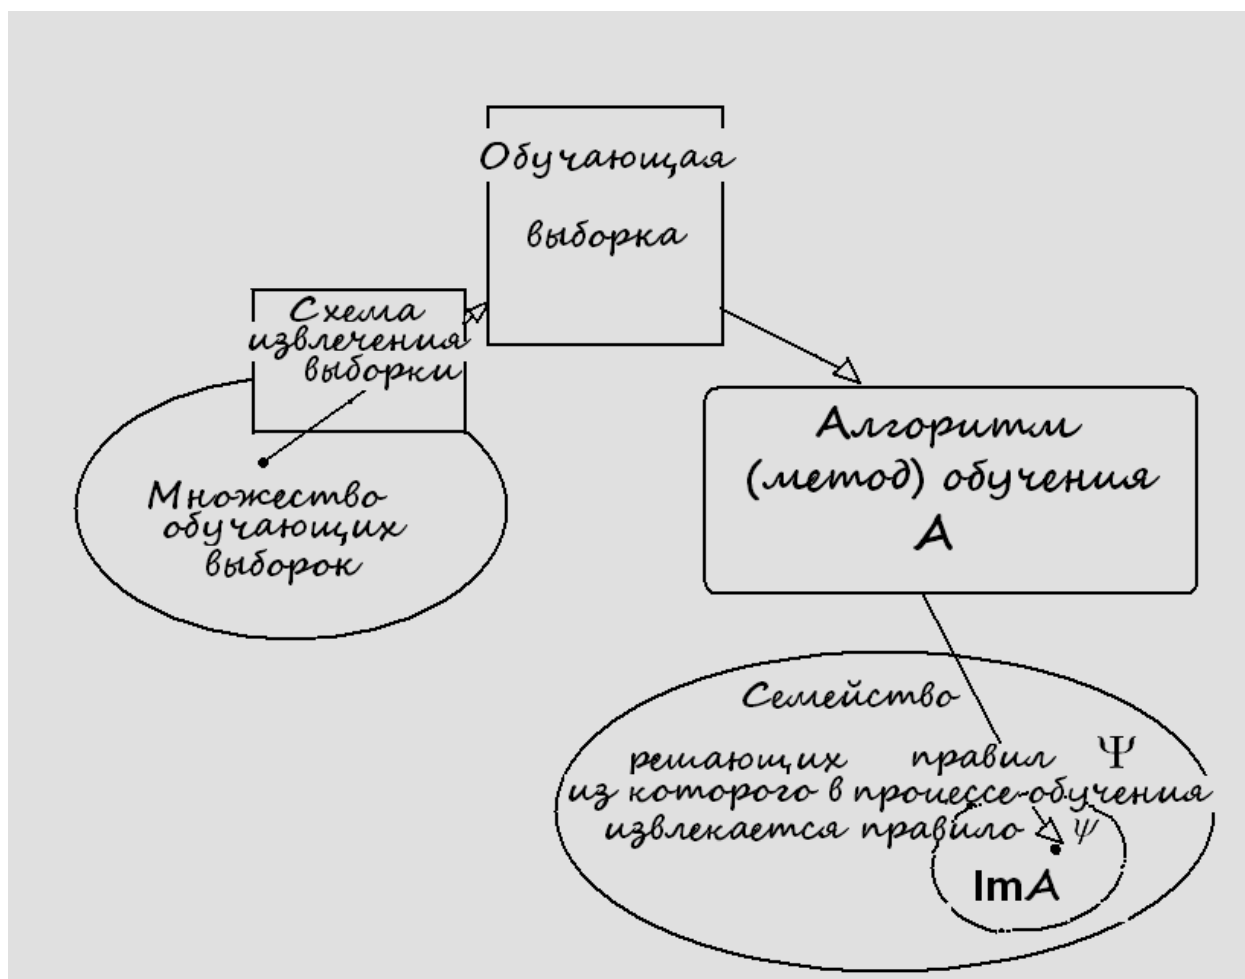 Обучающая
выборка
Схема
извлечения
выборки
Множество
обучающих
выборок
Алгоритм
(метод) обучения
A
Семейство
решающих правил Ψ
из которого в процессе обучения
извлекается правило ψ
ImA